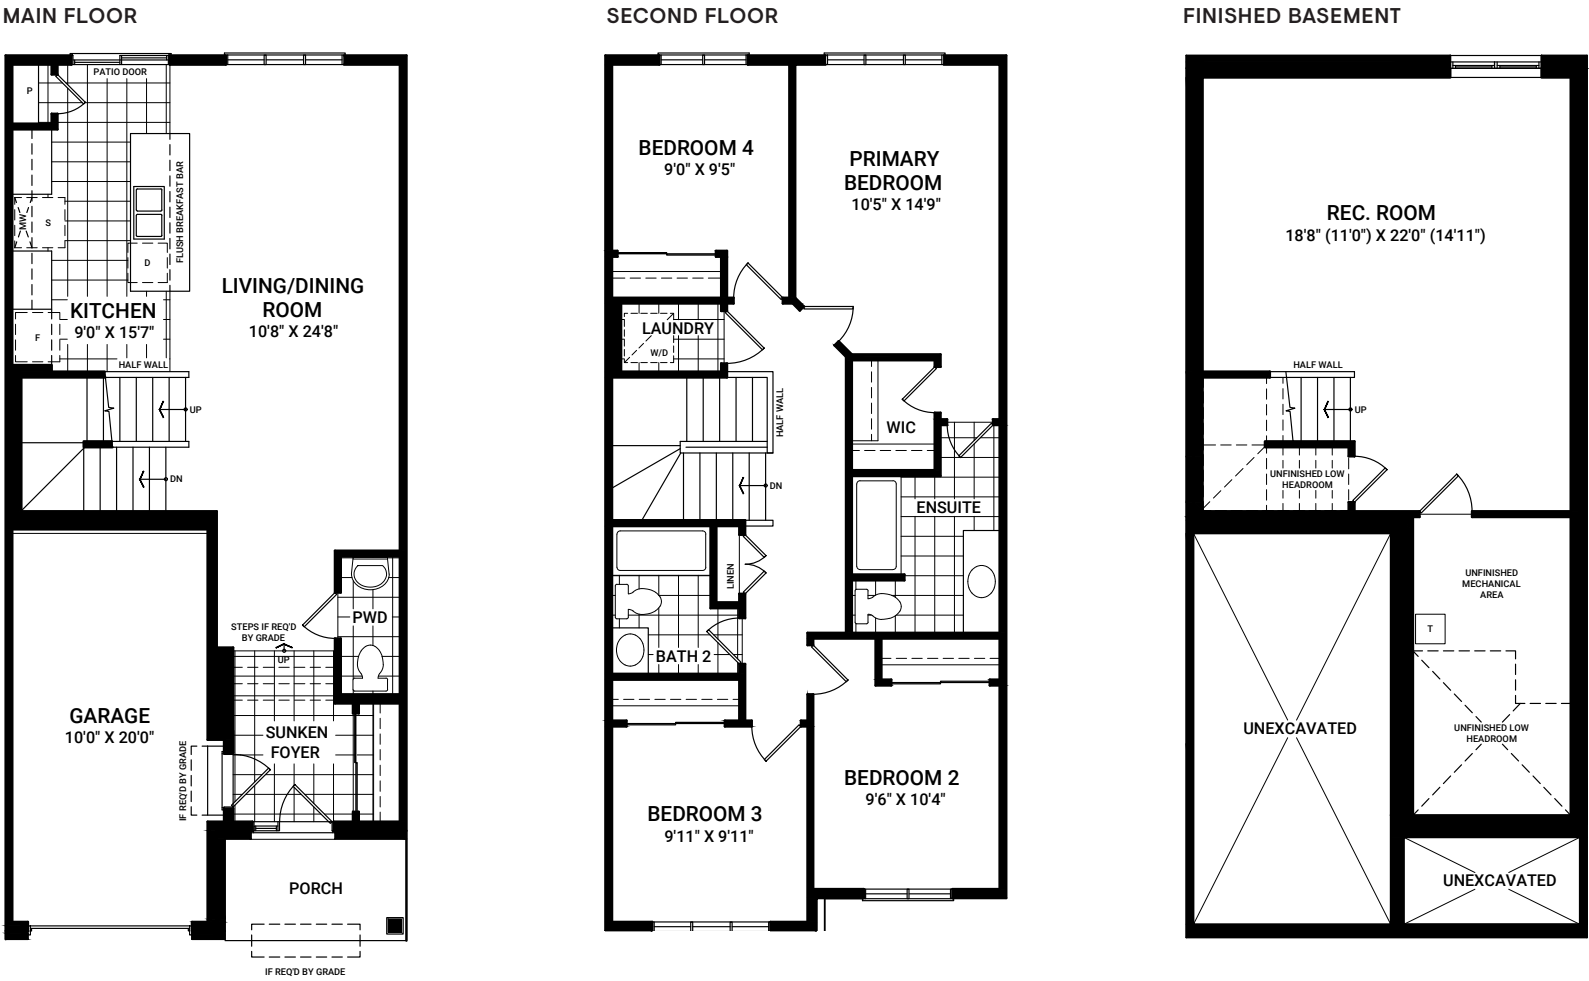 MAIN FLOOR
PATIO DOOR
P
FLUSH BREAKFAST BAR
MW
S
D
KITCHEN
9'0" X 15'7"
F
LIVING/DINING
ROOM
10'8" X 24'8"
HALF WALL
UP
DN
PWD
STEPS IF REQ'D
BY GRADE
UP
GARAGE
10'0" X 20'0"
SUNKEN
FOYER
IF REQ'D BY GRADE
PORCH
IF REQ'D BY GRADE
SECOND FLOOR
BEDROOM 4
9'0" X 9'5"
PRIMARY
BEDROOM
10'5" X 14'9"
LAUNDRY
W/D
HALF WALL
WIC
DN
ENSUITE
LINEN
BATH 2
BEDROOM 2
9'6" X 10'4"
BEDROOM 3
9'11" X 9'11"
FINISHED BASEMENT
REC. ROOM
18'8" (11'0") X 22'0" (14'11")
HALF WALL
UP
UNFINISHED LOW
HEADROOM
UNFINISHED
MECHANICAL
AREA
T
UNEXCAVATED
UNFINISHED LOW
HEADROOM
UNEXCAVATED